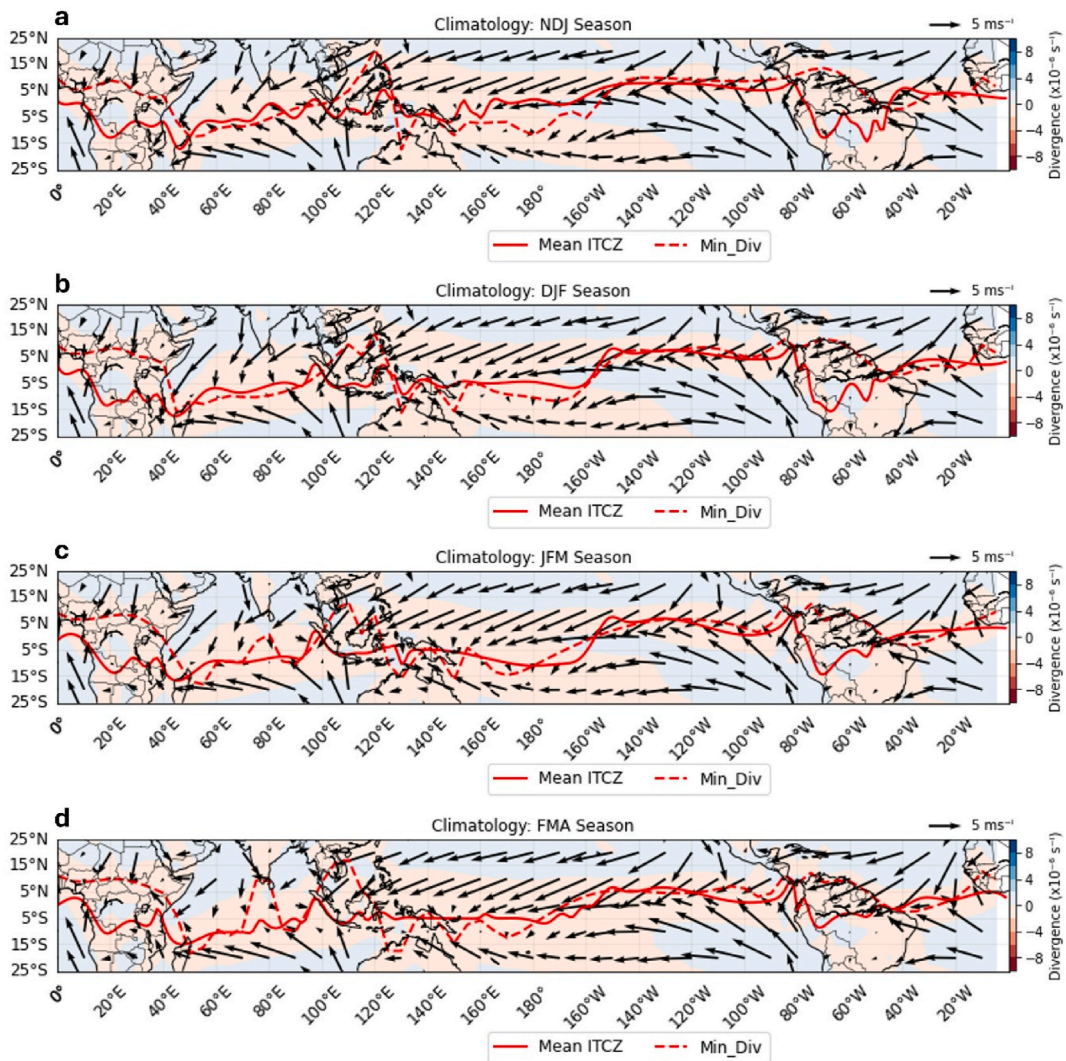 a
Climatology: NDJ Season
5 ms⁻¹
25°N
15°N
5°N
5°S
15°S
25°S
0° 20°E 40°E 60°E 80°E 100°E 120°E 140°E 180° 160°W 140°W 120°W 100°W 80°W 60°W 40°W 20°W
8
4
0
−4
−8
Divergence (x10⁻⁶ s⁻¹)
Mean ITCZ Min_Div
b
Climatology: DJF Season
5 ms⁻¹
25°N
15°N
5°N
5°S
15°S
25°S
0° 20°E 40°E 60°E 80°E 100°E 120°E 140°E 180° 160°W 140°W 120°W 100°W 80°W 60°W 40°W 20°W
8
4
0
−4
−8
Divergence (x10⁻⁶ s⁻¹)
Mean ITCZ Min_Div
c
Climatology: JFM Season
5 ms⁻¹
25°N
15°N
5°N
5°S
15°S
25°S
0° 20°E 40°E 60°E 80°E 100°E 120°E 140°E 180° 160°W 140°W 120°W 100°W 80°W 60°W 40°W 20°W
8
4
0
−4
−8
Divergence (x10⁻⁶ s⁻¹)
Mean ITCZ Min_Div
d
Climatology: FMA Season
5 ms⁻¹
25°N
15°N
5°N
5°S
15°S
25°S
0° 20°E 40°E 60°E 80°E 100°E 120°E 140°E 180° 160°W 140°W 120°W 100°W 80°W 60°W 40°W 20°W
8
4
0
−4
−8
Divergence (x10⁻⁶ s⁻¹)
Mean ITCZ Min_Div